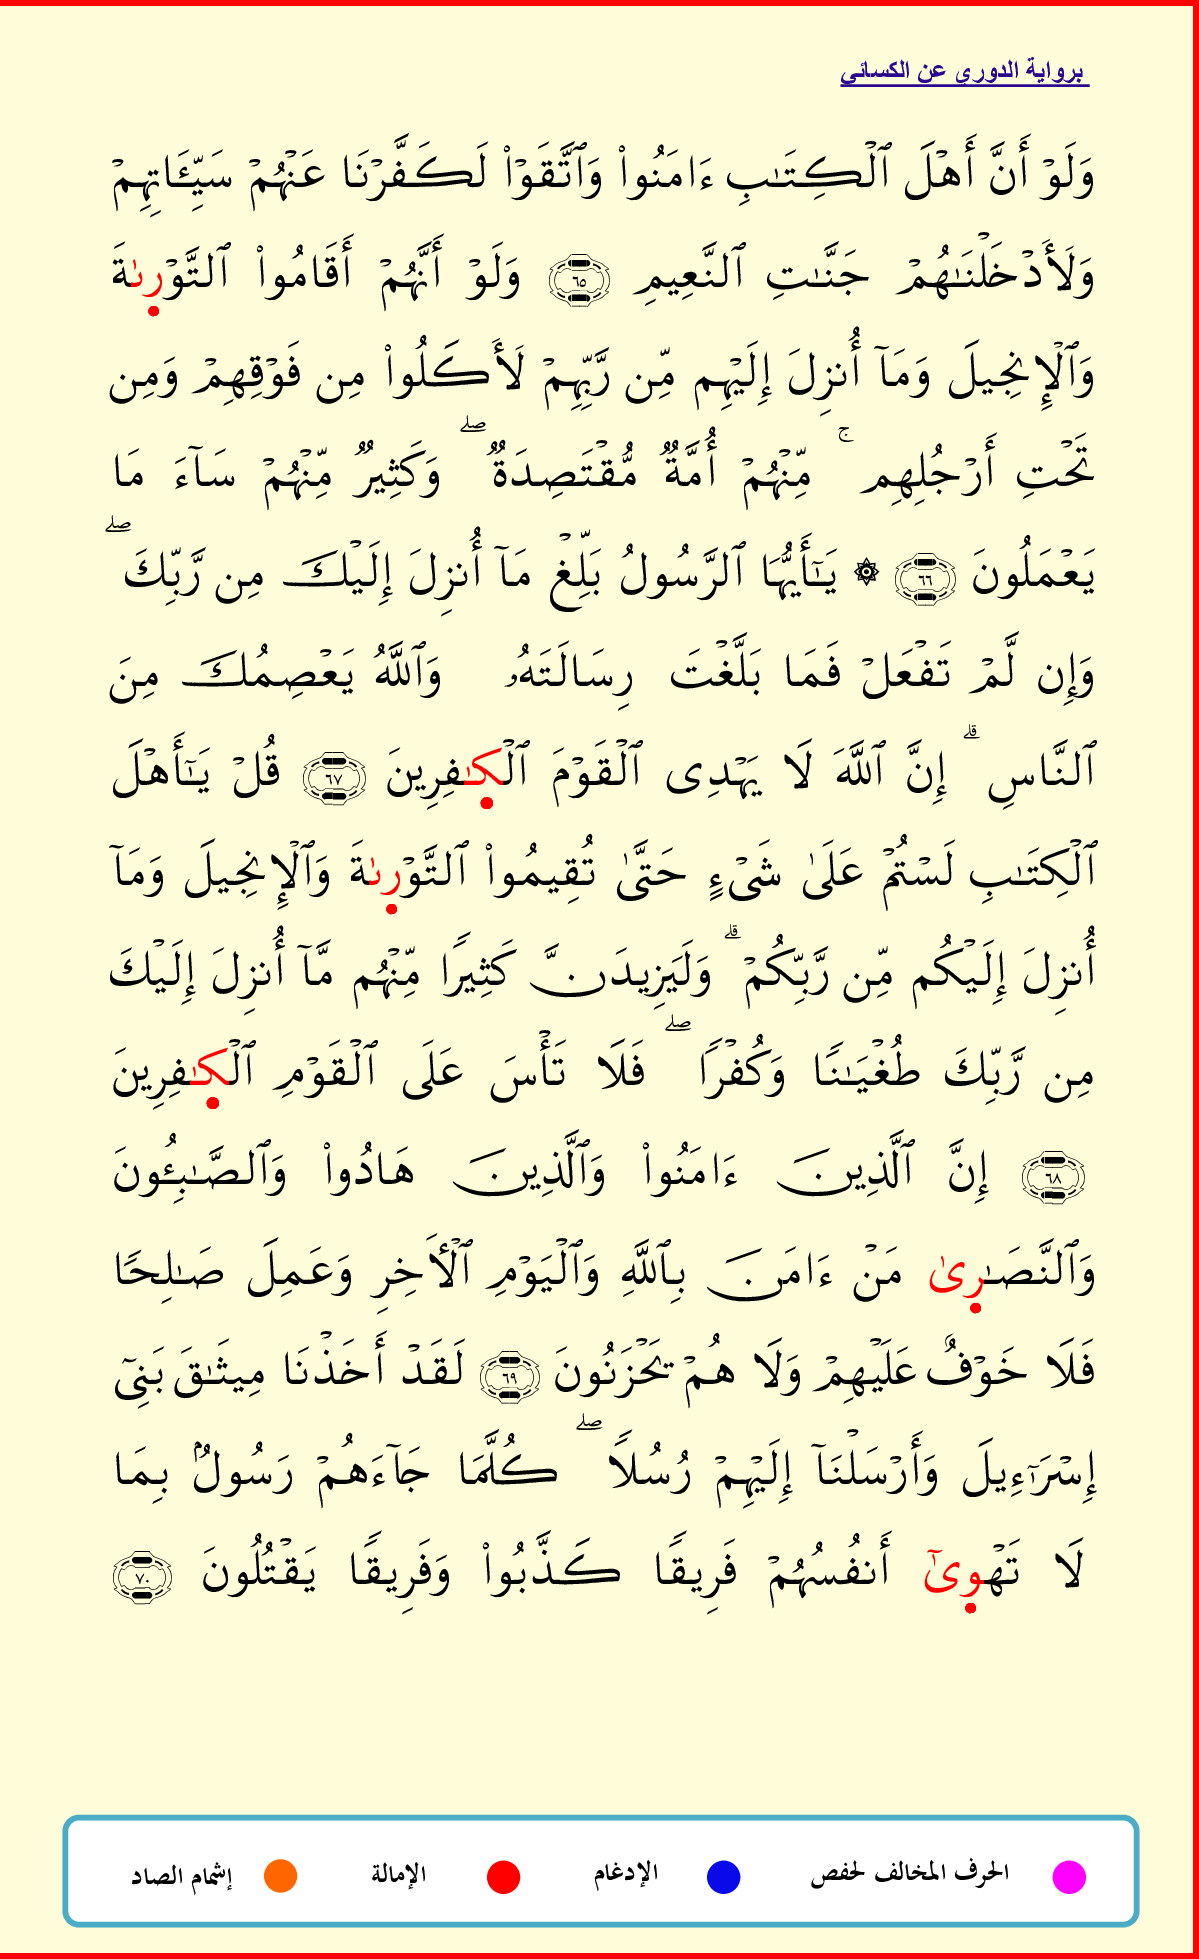 برواية الدوري عن الكسائي
وَلَوۡ أَنَّ أَهۡلَ ٱلۡكِتَٰبِ ءَامَنُواْ وَٱتَّقَوۡاْ لَكَفَّرۡنَا عَنۡهُمۡ سَيِّـَٔاتِهِمۡ
وَلَأَدۡخَلۡنَٰهُمۡ جَنَّٰتِ ٱلنَّعِيمِ ٦٥ وَلَوۡ أَنَّهُمۡ أَقَامُواْ ٱلتَّوۡرِىٰةَ
وَٱلۡإِنجِيلَ وَمَآ أُنزِلَ إِلَيۡهِم مِّن رَّبِّهِمۡ لَأَكَلُواْ مِن فَوۡقِهِمۡ وَمِن
تَحۡتِ أَرۡجُلِهِمۚ مِّنۡهُمۡ أُمَّةٞ مُّقۡتَصِدَةٞۖ وَكَثِيرٞ مِّنۡهُمۡ سَآءَ مَا
يَعۡمَلُونَ ٦٦ ۞ يَٰٓأَيُّهَا ٱلرَّسُولُ بَلِّغۡ مَآ أُنزِلَ إِلَيۡكَ مِن رَّبِّكَۖ
وَإِن لَّمۡ تَفۡعَلۡ فَمَا بَلَّغۡتَ رِسَالَتَهُۥ وَٱللَّهُ يَعۡصِمُكَ مِنَ
ٱلنَّاسِۗ إِنَّ ٱللَّهَ لَا يَهۡدِى ٱلۡقَوۡمَ ٱلۡكَٰفِرِينَ ٦٧ قُلۡ يَٰٓأَهۡلَ
ٱلۡكِتَٰبِ لَسۡتُمۡ عَلَىٰ شَىۡءٍ حَتَّىٰ تُقِيمُواْ ٱلتَّوۡرِىٰةَ وَٱلۡإِنجِيلَ وَمَآ
أُنزِلَ إِلَيۡكُم مِّن رَّبِّكُمۡۗ وَلَيَزِيدَنَّ كَثِيرٗا مِّنۡهُم مَّآ أُنزِلَ إِلَيۡكَ
مِن رَّبِّكَ طُغۡيَٰنٗا وَكُفۡرٗاۖ فَلَا تَأۡسَ عَلَى ٱلۡقَوۡمِ ٱلۡكَٰفِرِينَ
٦٨ إِنَّ ٱلَّذِينَ ءَامَنُواْ وَٱلَّذِينَ هَادُواْ وَٱلصَّٰبِـُٔونَ
وَٱلنَّصَٰرِىٰ مَنۡ ءَامَنَ بِٱللَّهِ وَٱلۡيَوۡمِ ٱلۡأٓخِرِ وَعَمِلَ صَٰلِحٗا
فَلَا خَوۡفٌ عَلَيۡهِمۡ وَلَا هُمۡ يَحۡزَنُونَ ٦٩ لَقَدۡ أَخَذۡنَا مِيثَٰقَ بَنِىٓ
إِسۡرَٰٓءِيلَ وَأَرۡسَلۡنَآ إِلَيۡهِمۡ رُسُلٗاۖ كُلَّمَا جَآءَهُمۡ رَسُولُۢ بِمَا
لَا تَهۡوِىٰٓ أَنفُسُهُمۡ فَرِيقٗا كَذَّبُواْ وَفَرِيقٗا يَقۡتُلُونَ ٧٠
الحرف المخالف لحفص الإدغام الإمالة إشمام الصاد